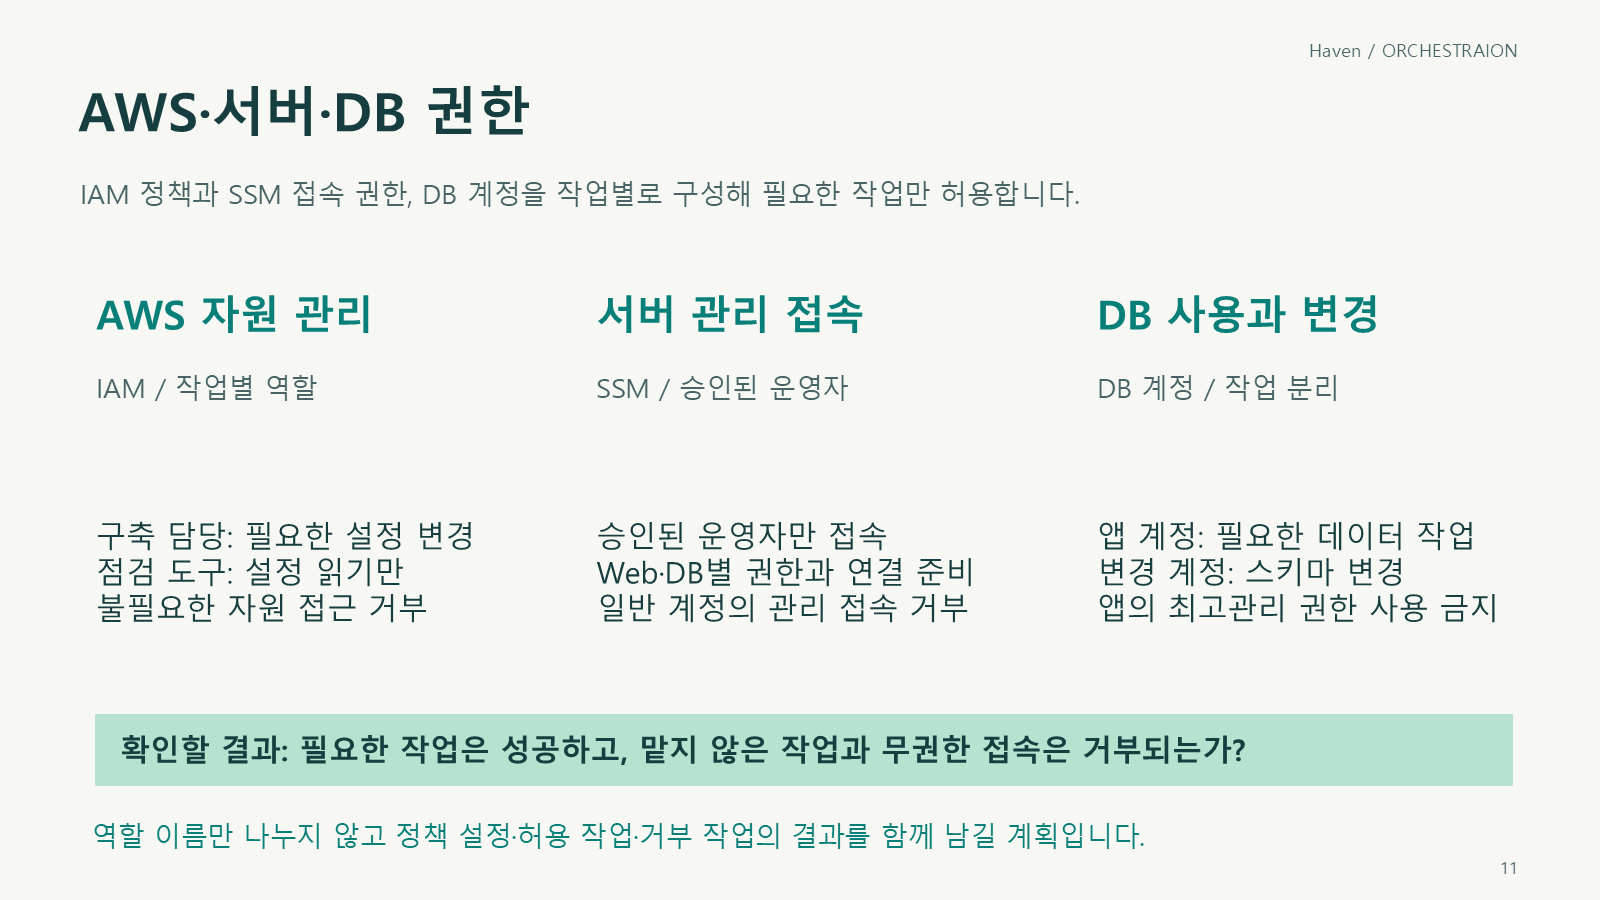 Haven / ORCHESTRAION
AWS·서버·DB 권한
IAM 정책과 SSM 접속 권한, DB 계정을 작업별로 구성해 필요한 작업만 허용합니다.
AWS 자원 관리
IAM / 작업별 역할
구축 담당: 필요한 설정 변경
점검 도구: 설정 읽기만
불필요한 자원 접근 거부
서버 관리 접속
SSM / 승인된 운영자
승인된 운영자만 접속
Web·DB별 권한과 연결 준비
일반 계정의 관리 접속 거부
DB 사용과 변경
DB 계정 / 작업 분리
앱 계정: 필요한 데이터 작업
변경 계정: 스키마 변경
앱의 최고관리 권한 사용 금지
확인할 결과: 필요한 작업은 성공하고, 맡지 않은 작업과 무권한 접속은 거부되는가?
역할 이름만 나누지 않고 정책 설정·허용 작업·거부 작업의 결과를 함께 남길 계획입니다.
11